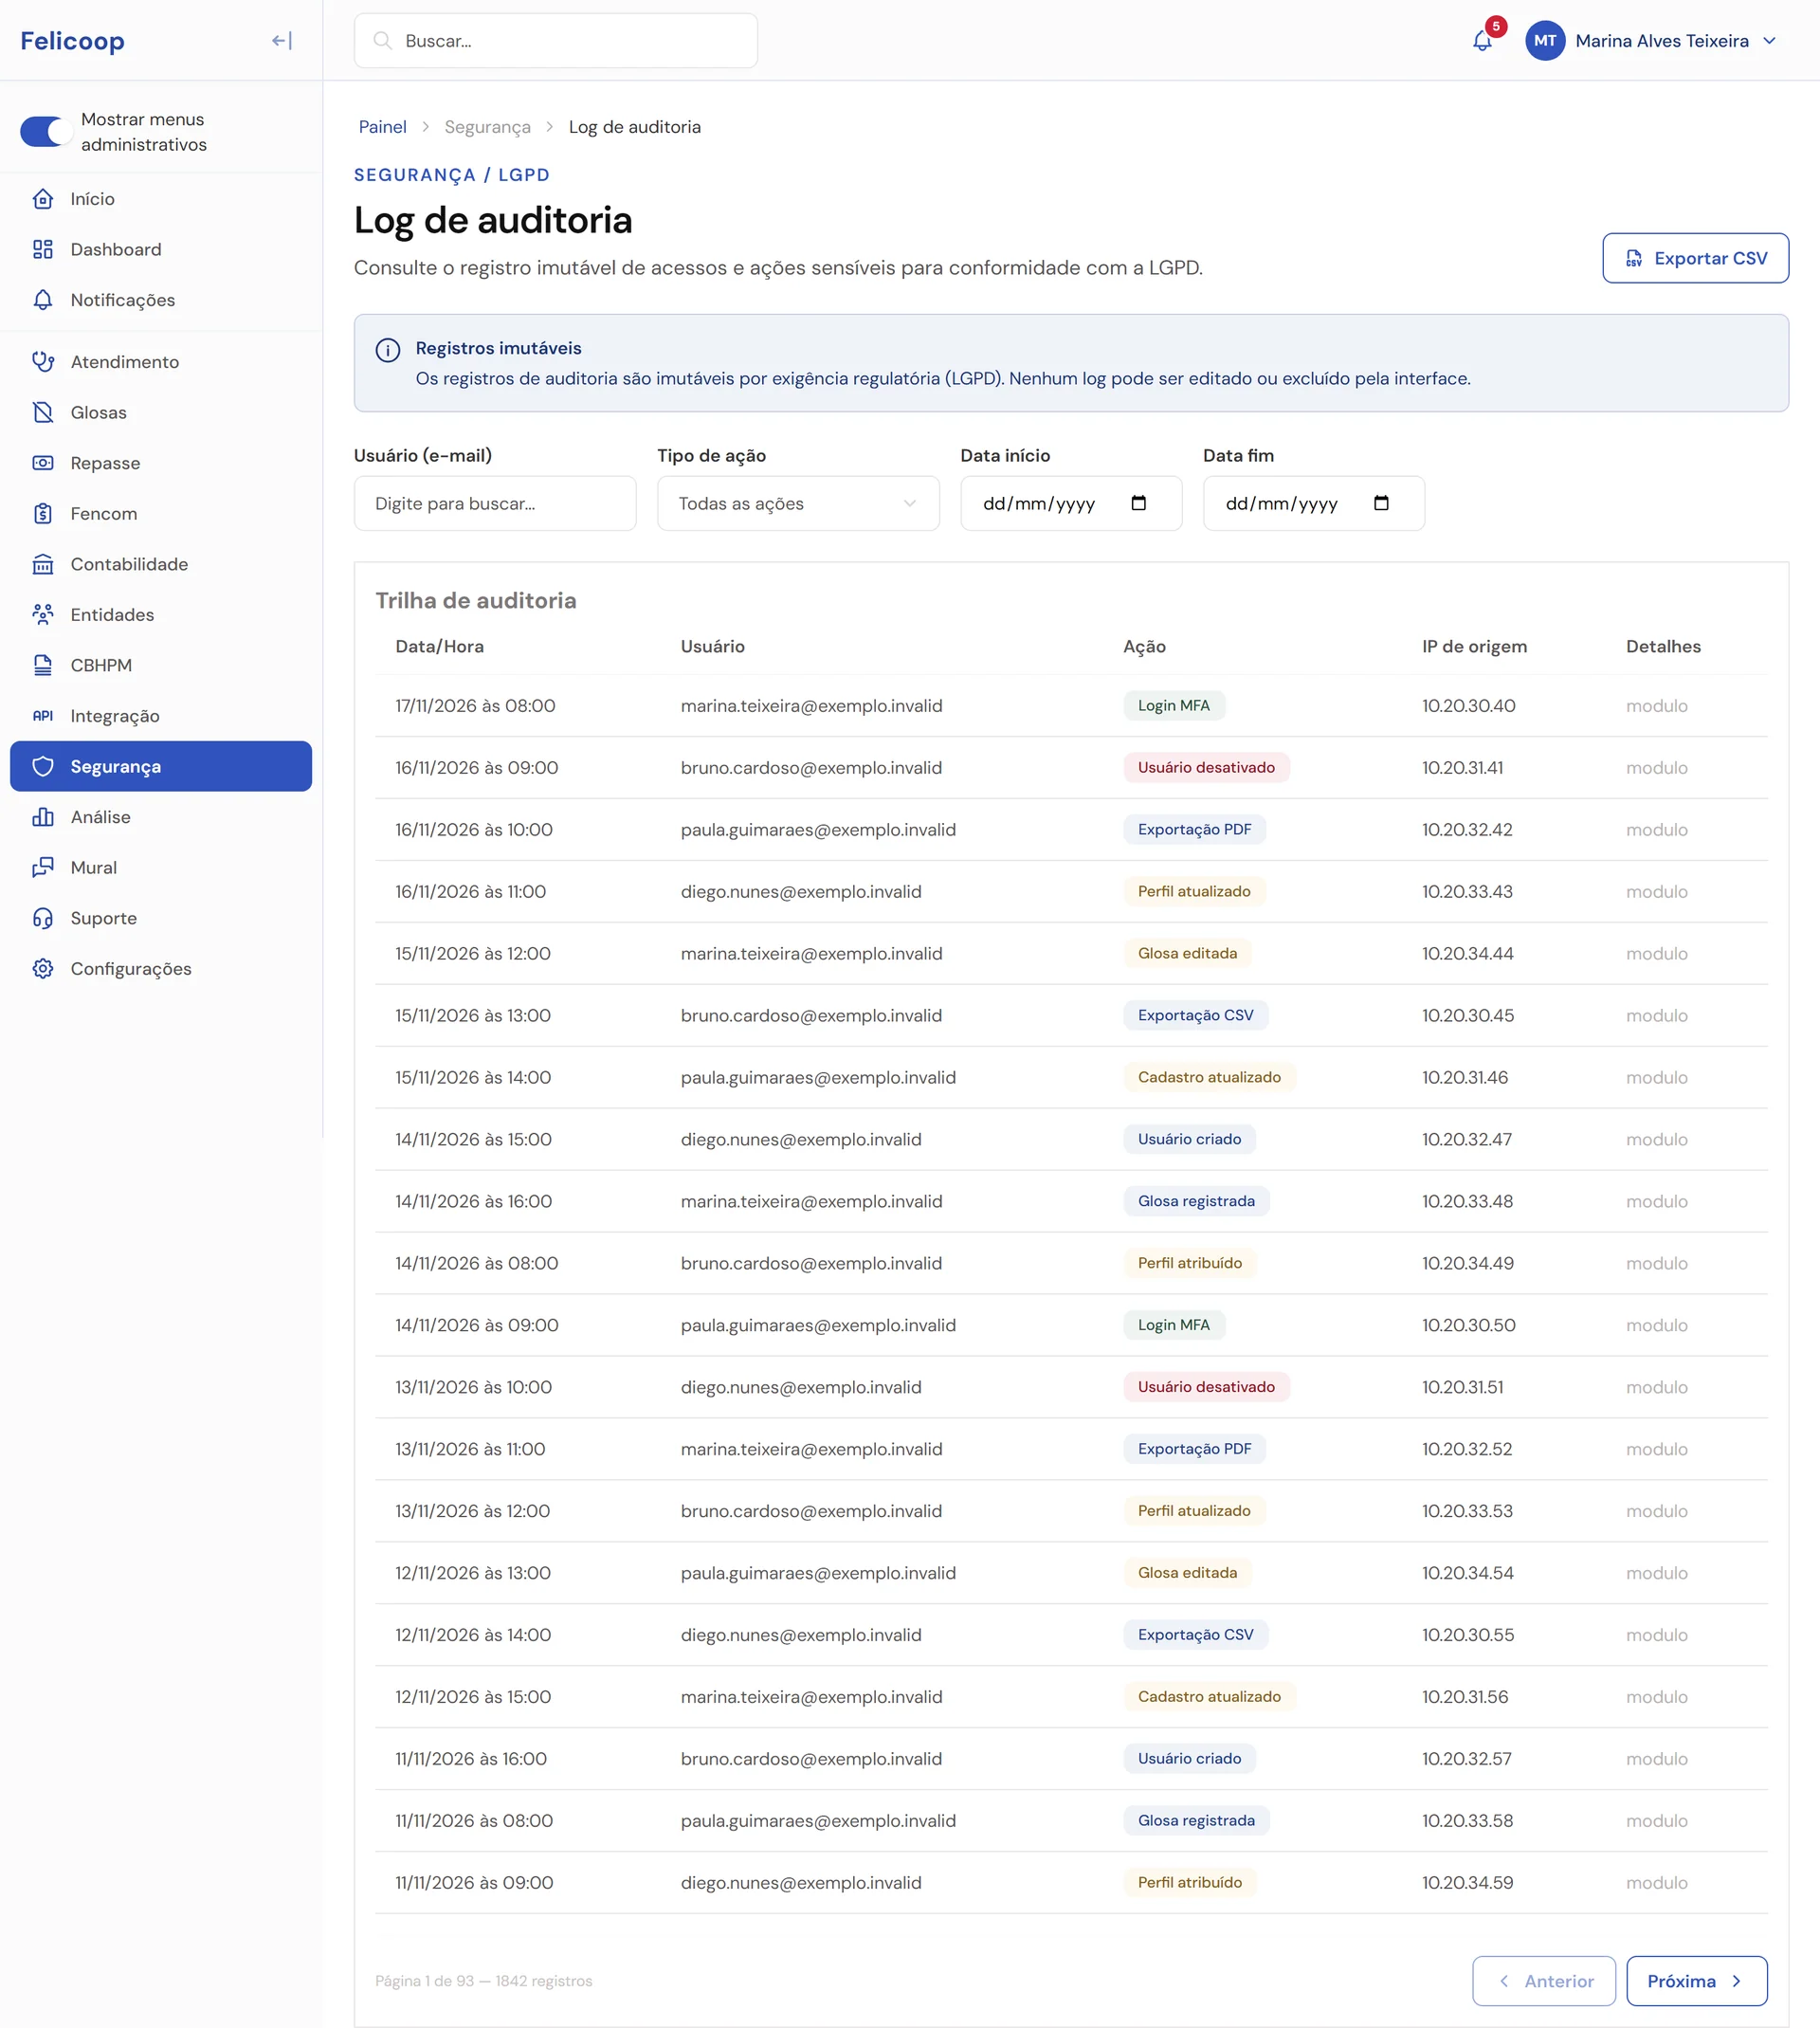 Felicoop
Buscar...
5
MT
Marina Alves Teixeira
Mostrar menus
administrativos
Início
Dashboard
Notificações
Atendimento
Glosas
Repasse
Fencom
Contabilidade
Entidades
CBHPM
API
Integração
Segurança
Análise
Mural
Suporte
Configurações
Painel > Segurança > Log de auditoria
SEGURANÇA / LGPD
Log de auditoria
Consulte o registro imutável de acessos e ações sensíveis para conformidade com a LGPD.
CSV
Exportar CSV
Registros imutáveis
Os registros de auditoria são imutáveis por exigência regulatória (LGPD). Nenhum log pode ser editado ou excluído pela interface.
Usuário (e-mail) Tipo de ação Data início Data fim
Digite para buscar... Todas as ações dd/mm/yyyy dd/mm/yyyy
Trilha de auditoria
Data/Hora Usuário Ação IP de origem Detalhes
17/11/2026 às 08:00 marina.teixeira@exemplo.invalid Login MFA 10.20.30.40 modulo
16/11/2026 às 09:00 bruno.cardoso@exemplo.invalid Usuário desativado 10.20.31.41 modulo
16/11/2026 às 10:00 paula.guimaraes@exemplo.invalid Exportação PDF 10.20.32.42 modulo
16/11/2026 às 11:00 diego.nunes@exemplo.invalid Perfil atualizado 10.20.33.43 modulo
15/11/2026 às 12:00 marina.teixeira@exemplo.invalid Glosa editada 10.20.34.44 modulo
15/11/2026 às 13:00 bruno.cardoso@exemplo.invalid Exportação CSV 10.20.30.45 modulo
15/11/2026 às 14:00 paula.guimaraes@exemplo.invalid Cadastro atualizado 10.20.31.46 modulo
14/11/2026 às 15:00 diego.nunes@exemplo.invalid Usuário criado 10.20.32.47 modulo
14/11/2026 às 16:00 marina.teixeira@exemplo.invalid Glosa registrada 10.20.33.48 modulo
14/11/2026 às 08:00 bruno.cardoso@exemplo.invalid Perfil atribuído 10.20.34.49 modulo
14/11/2026 às 09:00 paula.guimaraes@exemplo.invalid Login MFA 10.20.30.50 modulo
13/11/2026 às 10:00 diego.nunes@exemplo.invalid Usuário desativado 10.20.31.51 modulo
13/11/2026 às 11:00 marina.teixeira@exemplo.invalid Exportação PDF 10.20.32.52 modulo
13/11/2026 às 12:00 bruno.cardoso@exemplo.invalid Perfil atualizado 10.20.33.53 modulo
12/11/2026 às 13:00 paula.guimaraes@exemplo.invalid Glosa editada 10.20.34.54 modulo
12/11/2026 às 14:00 diego.nunes@exemplo.invalid Exportação CSV 10.20.30.55 modulo
12/11/2026 às 15:00 marina.teixeira@exemplo.invalid Cadastro atualizado 10.20.31.56 modulo
11/11/2026 às 16:00 bruno.cardoso@exemplo.invalid Usuário criado 10.20.32.57 modulo
11/11/2026 às 08:00 paula.guimaraes@exemplo.invalid Glosa registrada 10.20.33.58 modulo
11/11/2026 às 09:00 diego.nunes@exemplo.invalid Perfil atribuído 10.20.34.59 modulo
Página 1 de 93 — 1842 registros
Anterior
Próxima